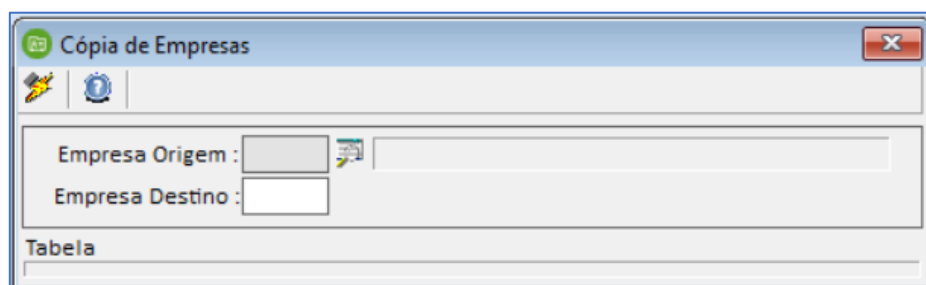 Cópia de Empresas
Empresa Origem :
Empresa Destino :
Tabela